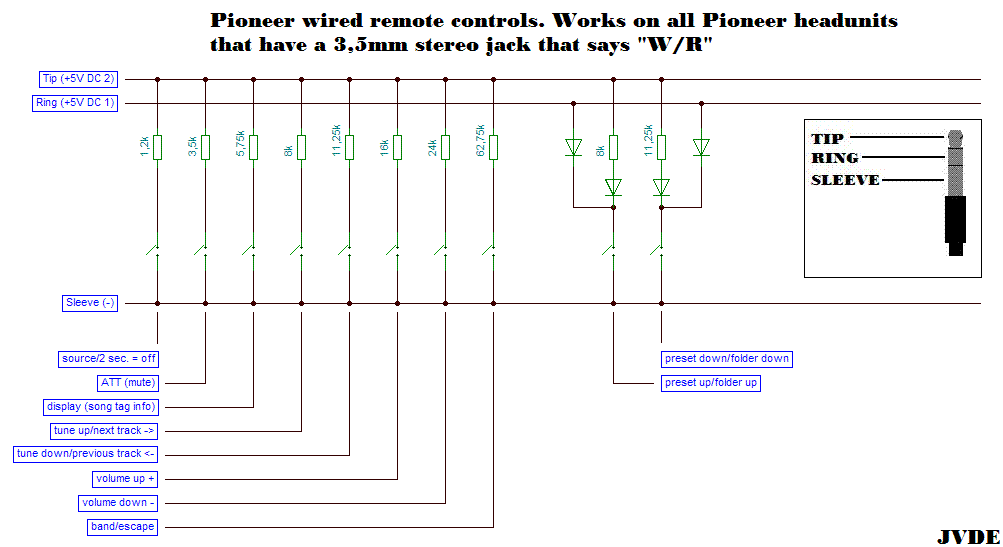 Pioneer wired remote controls. Works on all Pioneer headunits
that have a 3,5mm stereo jack that says "W/R"
Tip (+5V DC 2)
Ring (+5V DC 1)
1,2k
3,5k
5,75k
8k
11,25k
16k
24k
62,75k
8k
11,25k
TIP
RING
SLEEVE
Sleeve (-)
source/2 sec. = off
ATT (mute)
display (song tag info)
tune up/next track ->
tune down/previous track <-
volume up +
volume down -
band/escape
preset down/folder down
preset up/folder up
JVDE